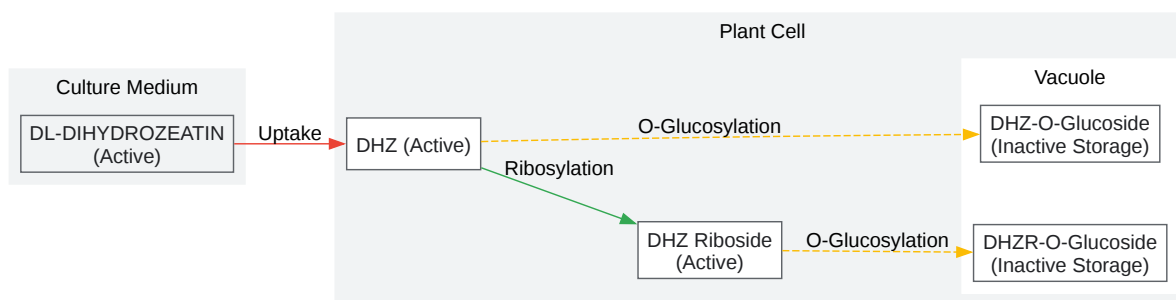 Plant Cell
Culture Medium
Vacuole
DL-DIHYDROZEATIN
(Active)
Uptake
DHZ (Active)
O-Glucosylation
DHZ-O-Glucoside
(Inactive Storage)
Ribosylation
DHZ Riboside
(Active)
O-Glucosylation
DHZR-O-Glucoside
(Inactive Storage)